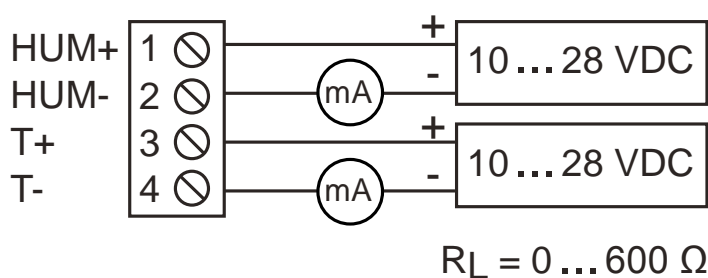 HUM+ 1 + 10...28 VDC
HUM- 2 mA -
T+ 3 + 10...28 VDC
T- 4 mA -
RL = 0...600 Ω